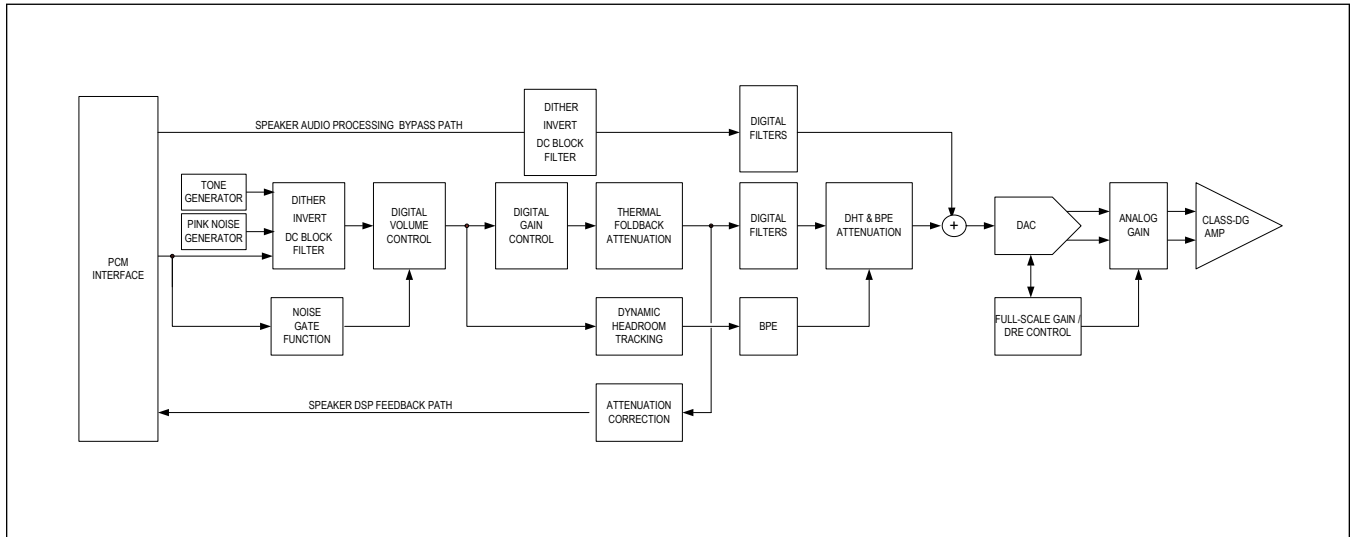 DITHER
INVERT
DC BLOCK
FILTER
DIGITAL
FILTERS
SPEAKER AUDIO PROCESSING BYPASS PATH
TONE
GENERATOR
PINK NOISE
GENERATOR
DITHER
INVERT
DC BLOCK
FILTER
DIGITAL
VOLUME
CONTROL
DIGITAL
GAIN
CONTROL
THERMAL
FOLDBACK
ATTENUATION
DIGITAL
FILTERS
DHT & BPE
ATTENUATION
+
DAC
ANALOG
GAIN
CLASS-DG
AMP
PCM
INTERFACE
NOISE
GATE
FUNCTION
DYNAMIC
HEADROOM
TRACKING
BPE
FULL-SCALE GAIN /
DRE CONTROL
SPEAKER DSP FEEDBACK PATH
ATTENUATION
CORRECTION